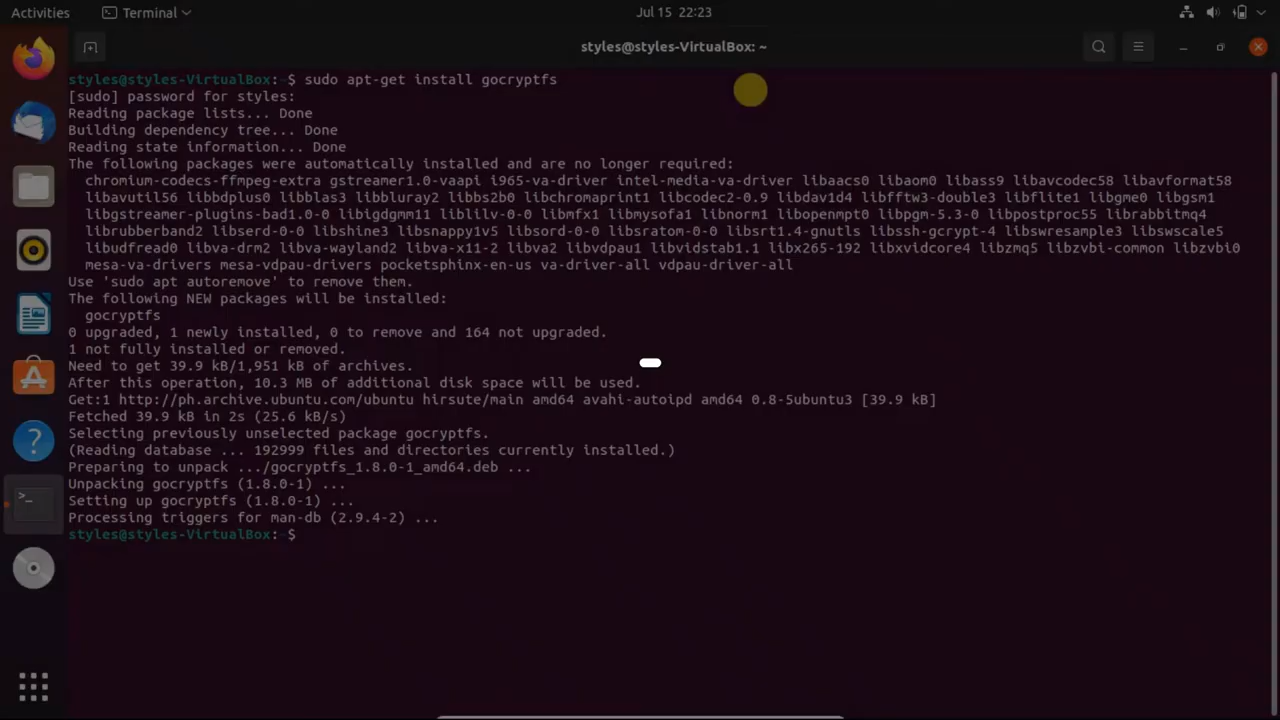 Activities Terminal Jul 15 22:23
styles@styles-VirtualBox: ~
styles@styles-VirtualBox:~$ sudo apt-get install gocryptfs
[sudo] password for styles:
Reading package lists... Done
Building dependency tree... Done
Reading state information... Done
The following packages were automatically installed and are no longer required:
chromium-codecs-ffmpeg-extra gstreamer1.0-vaapi i965-va-driver intel-media-va-driver libaacs0 libaom0 libass9 libavcodec58 libavformat58
libavutil56 libbdplus0 libblas3 libbluray2 libbs2b0 libchromaprint1 libcodec2-0.9 libdav1d4 libfftw3-double3 libflite1 libgme0 libgsm1
libgstreamer-plugins-bad1.0-0 libigdgmm11 liblilv-0-0 libmfx1 libmysofa1 libnorm1 libopenmpt0 libpgm-5.3-0 libpostproc55 librabbitmq4
librubberband2 libserd-0-0 libshine3 libsnappy1v5 libsord-0-0 libsratom-0-0 libsrt1.4-gnutls libssh-gcrypt-4 libswresample3 libswscale5
libudfread0 libva-drm2 libva-wayland2 libva-x11-2 libva2 libvdpau1 libvidstab1.1 libx265-192 libxvidcore4 libzmq5 libzvbi-common libzvbi0
mesa-va-drivers mesa-vdpau-drivers pocketsphinx-en-us va-driver-all vdpau-driver-all
Use 'sudo apt autoremove' to remove them.
The following NEW packages will be installed:
gocryptfs
0 upgraded, 1 newly installed, 0 to remove and 164 not upgraded.
1 not fully installed or removed.
Need to get 39.9 kB/1,951 kB of archives.
After this operation, 10.3 MB of additional disk space will be used.
Get:1 http://ph.archive.ubuntu.com/ubuntu hirsute/main amd64 avahi-autoipd amd64 0.8-5ubuntu3 [39.9 kB]
Fetched 39.9 kB in 2s (25.6 kB/s)
Selecting previously unselected package gocryptfs.
(Reading database ... 192999 files and directories currently installed.)
Preparing to unpack .../gocryptfs_1.8.0-1_amd64.deb ...
Unpacking gocryptfs (1.8.0-1) ...
Setting up gocryptfs (1.8.0-1) ...
Processing triggers for man-db (2.9.4-2) ...
styles@styles-VirtualBox:~$